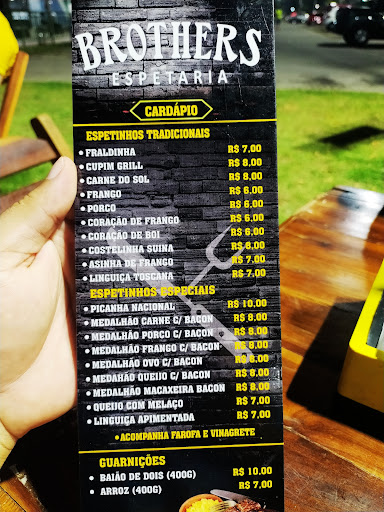 BROTHERS
ESPETARIA
CARDÁPIO
ESPETINHOS TRADICIONAIS
• FRALDINHA R$ 7,00
• CUPIM GRILL R$ 8,00
• CARNE DO SOL R$ 8,00
• FRANGO R$ 6,00
• PORCO R$ 6,00
• CORAÇÃO DE FRANGO R$ 6,00
• CORAÇÃO DE BOI R$ 6,00
• COSTELINHA SUINA R$ 8,00
• ASINHA DE FRANGO R$ 7,00
• LINGUIÇA TOSCANA R$ 7,00
ESPETINHOS ESPECIAIS
• PICANHA NACIONAL R$ 10,00
• MEDALHÃO CARNE C/ BACON R$ 8,00
• MEDALHÃO PORCO C/ BACON R$ 8,00
• MEDALHÃO FRANGO C/ BACON R$ 8,00
• MEDALHÃO OVO C/ BACON R$ 8,00
• MEDAHÃO QUEIJO C/ BACON R$ 8,00
• MEDALHÃO MACAXEIRA BACON R$ 8,00
• QUEIJO COM MELAÇO R$ 7,00
• LINGUIÇA APIMENTADA R$ 7,00
• ACOMPANHA FAROFA E VINAGRETE
GUARNIÇÕES
• BAIÃO DE DOIS (400G) R$ 10,00
• ARROZ (400G) R$ 7,00